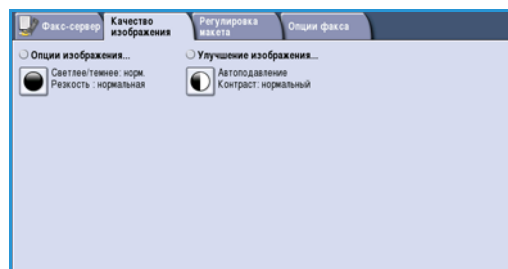 Факс-сервер
Качество
изображения
Регулировка
макета
Опции факса
Опции изображения...
Светлее/темнее: норм.
Резкость : нормальная
Улучшение изображения...
Автоподавление
Контраст: нормальный